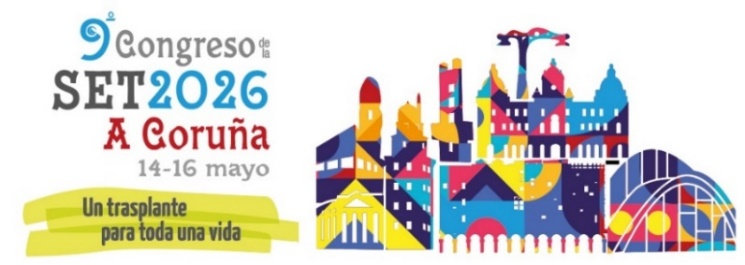 9º Congreso de la
SET2026
A Coruña
14-16 mayo
Un trasplante
para toda una vida